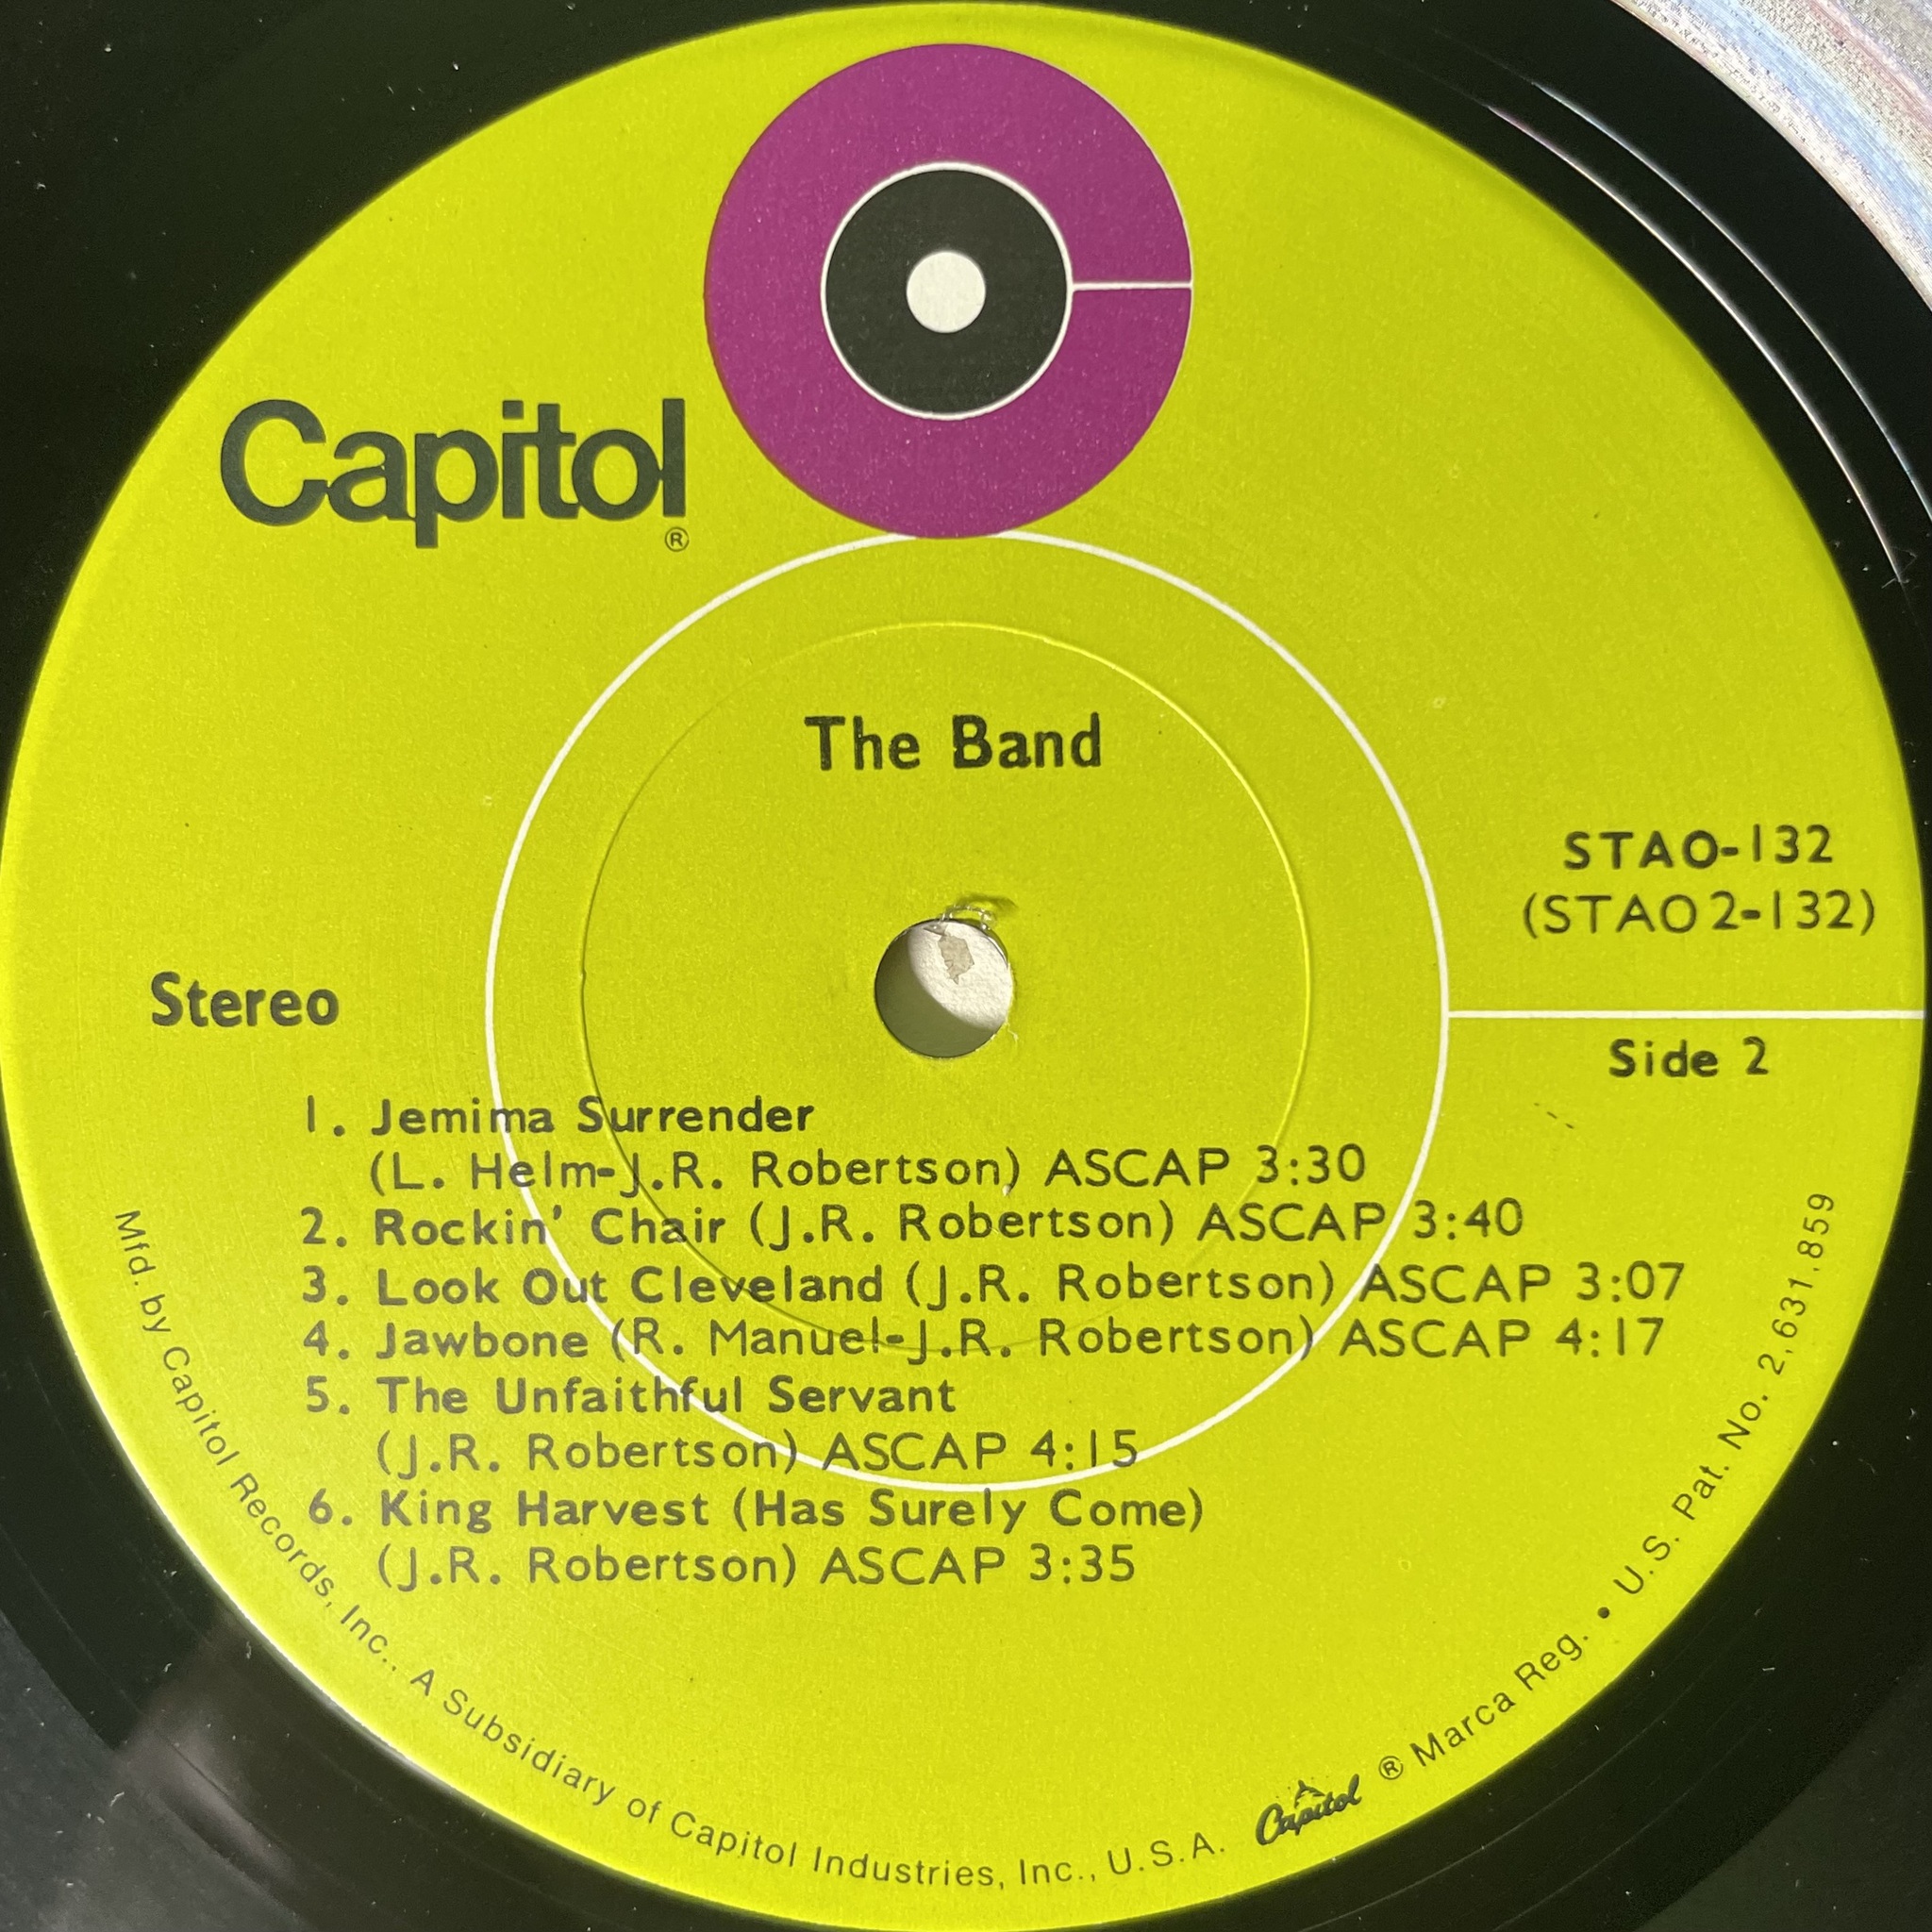 Capitol®
The Band
STAO-132
(STAO2-132)
Stereo
Side 2
1. Jemima Surrender
(L. Helm-J.R. Robertson) ASCAP 3:30
2. Rockin' Chair (J.R. Robertson) ASCAP 3:40
3. Look Out Cleveland (J.R. Robertson) ASCAP 3:07
4. Jawbone (R. Manuel-J.R. Robertson) ASCAP 4:17
5. The Unfaithful Servant
(J.R. Robertson) ASCAP 4:15
6. King Harvest (Has Surely Come)
(J.R. Robertson) ASCAP 3:35
Mfd. by Capitol Records, Inc., A Subsidiary of Capitol Industries, Inc., U.S.A. Capitol ® Marca Reg. • U.S. Pat. No. 2,631,859